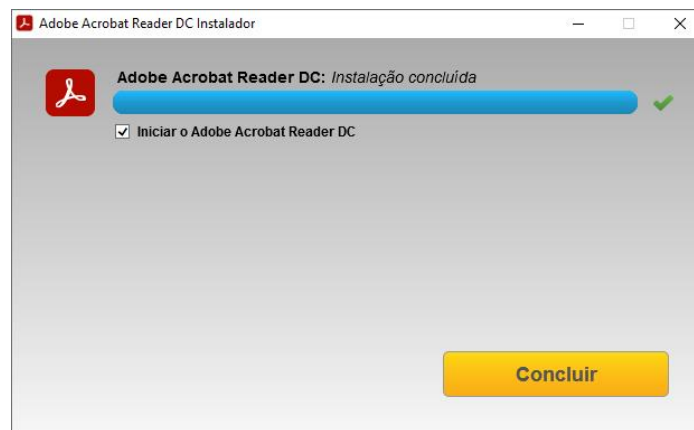 Adobe Acrobat Reader DC Instalador
Adobe Acrobat Reader DC: Instalação concluída
Iniciar o Adobe Acrobat Reader DC
Concluir